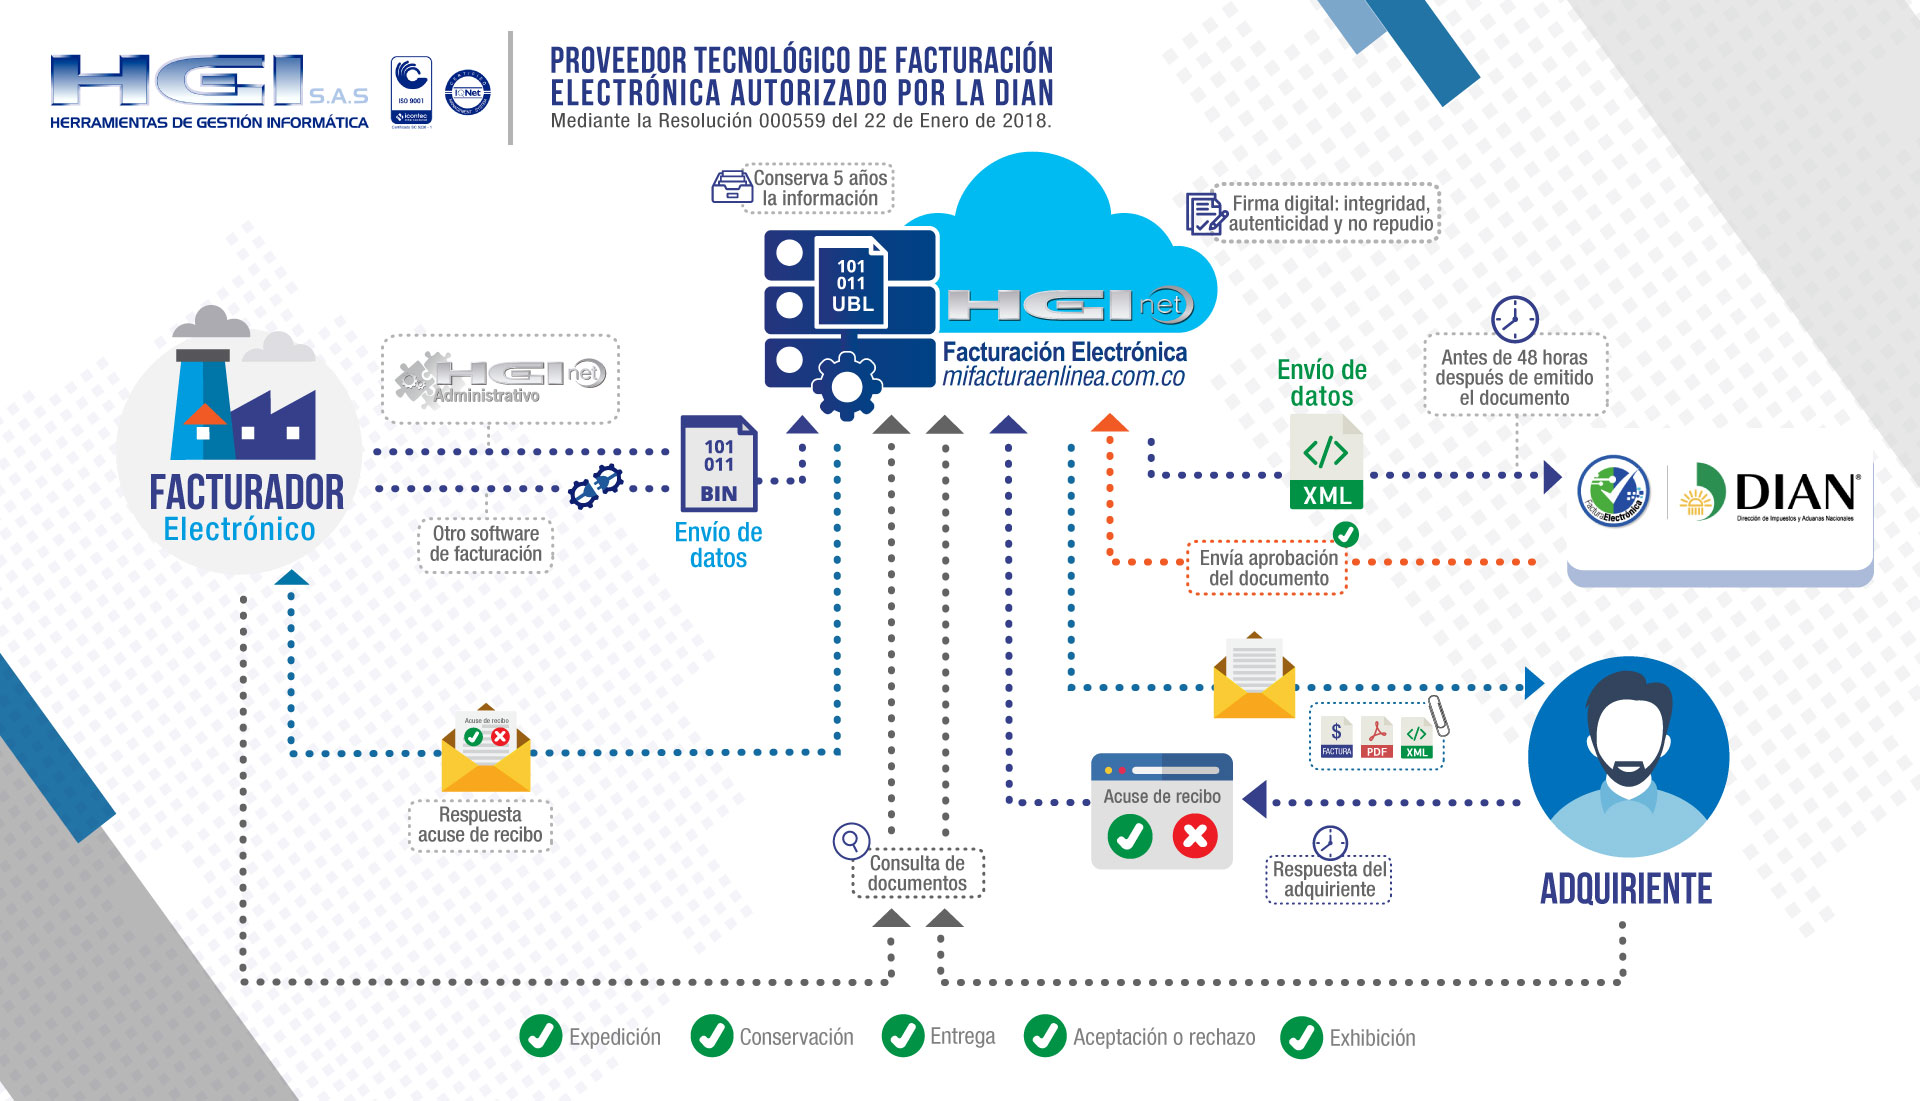 HGI S.A.S
HERRAMIENTAS DE GESTIÓN INFORMÁTICA
ISO 9001
icontec
IQNet
PROVEEDOR TECNOLÓGICO DE FACTURACIÓN
ELECTRÓNICA AUTORIZADO POR LA DIAN
Mediante la Resolución 000559 del 22 de Enero de 2018.
Conserva 5 años
la información
Firma digital: integridad,
autenticidad y no repudio
101
011
UBL
HGI net
Facturación Electrónica
mifacturaenlinea.com.co
HGI net
Administrativo
FACTURADOR
Electrónico
Otro software
de facturación
101
011
BIN
Envío de
datos
Envío de
datos
</>
XML
Antes de 48 horas
después de emitido
el documento
Envía aprobación
del documento
FacturaElectrónica
DIAN®
Dirección de Impuestos y Aduanas Nacionales
Acuse de recibo
Respuesta
acuse de recibo
$
FACTURA
PDF
</>
XML
Acuse de recibo
Respuesta del
adquiriente
ADQUIRIENTE
Consulta de
documentos
Expedición
Conservación
Entrega
Aceptación o rechazo
Exhibición